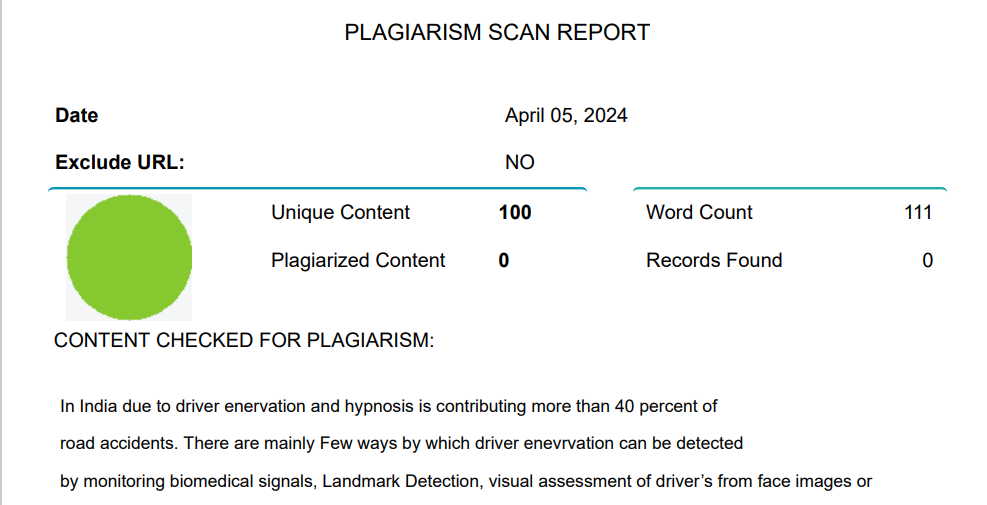 PLAGIARISM SCAN REPORT
Date April 05, 2024
Exclude URL: NO
Unique Content 100 Word Count 111
Plagiarized Content 0 Records Found 0
CONTENT CHECKED FOR PLAGIARISM:
In India due to driver enervation and hypnosis is contributing more than 40 percent of
road accidents. There are mainly Few ways by which driver enevrvation can be detected
by monitoring biomedical signals, Landmark Detection, visual assessment of driver’s from face images or